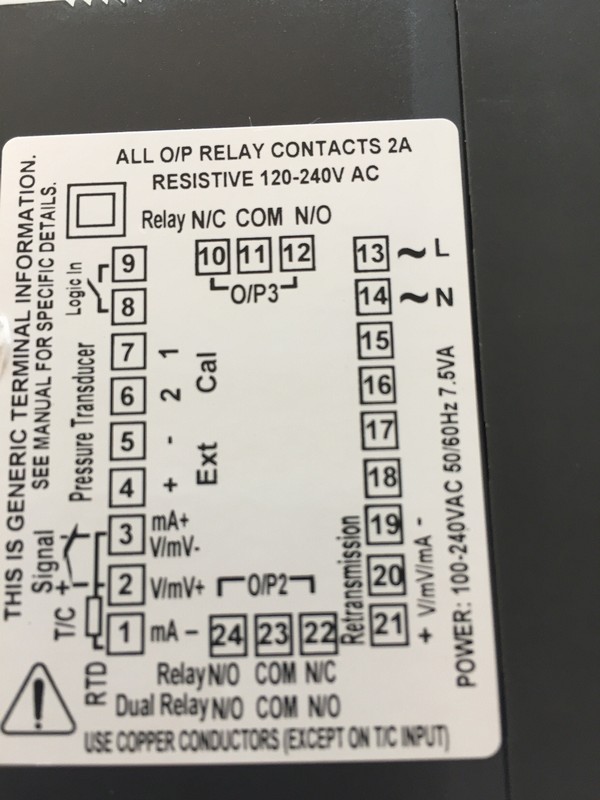 ALL O/P RELAY CONTACTS 2A
RESISTIVE 120-240V AC
THIS IS GENERIC TERMINAL INFORMATION.
SEE MANUAL FOR SPECIFIC DETAILS.
Relay N/C COM N/O
10 11 12
O/P3
Logic In
9
8
Pressure Transducer
7 1
6 2
5 -
4 +
Ext Cal
Signal
3 mA+
V/mV-
T/C +
-
2 V/mV+
RTD
1 mA -
O/P2
24 23 22
Relay N/O COM N/C
Dual Relay N/O COM N/O
13 ~ L
14 ~ N
15
16
17
18
19
20
21
Retransmission
+ V/mV/mA -
POWER: 100-240VAC 50/60Hz 7.5VA
USE COPPER CONDUCTORS (EXCEPT ON T/C INPUT)